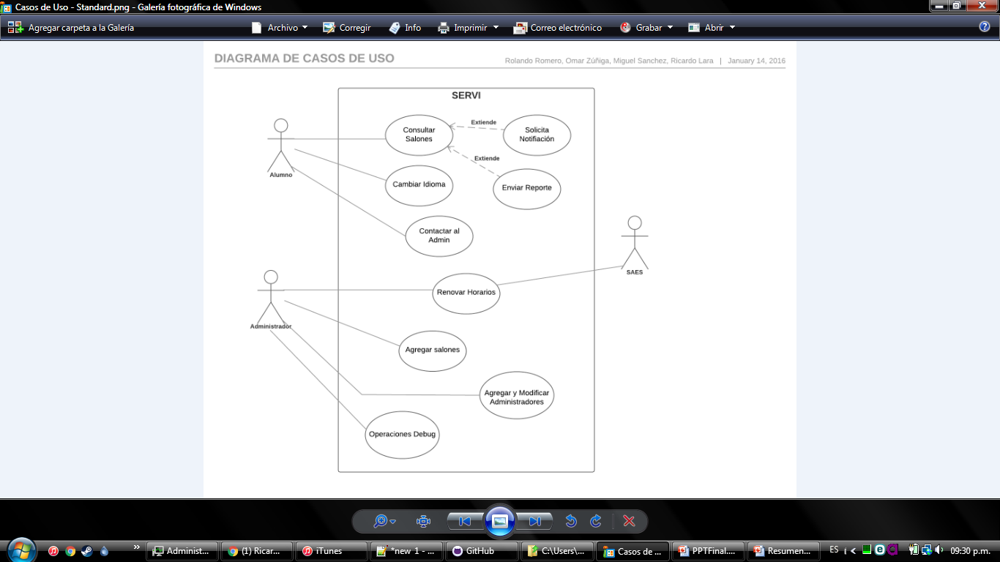 Casos de Uso - Standard.png - Galería fotográfica de Windows
Agregar carpeta a la Galería
Archivo
Corregir
Info
Imprimir
Correo electrónico
Grabar
Abrir
DIAGRAMA DE CASOS DE USO
Rolando Romero, Omar Zúñiga, Miguel Sanchez, Ricardo Lara | January 14, 2016
SERVI
Consultar
Salones
Extiende
Solicita
Notifiación
Extiende
Alumno
Cambiar Idioma
Enviar Reporte
Contactar al
Admin
SAES
Renovar Horarios
Administrador
Agregar salones
Agregar y Modificar
Administradores
Operaciones Debug
Administ...
(1) Ricar...
iTunes
*new 1 - ...
GitHub
C:\Users\...
Casos de ...
PPTFinal....
Resumen...
ES
09:30 p.m.